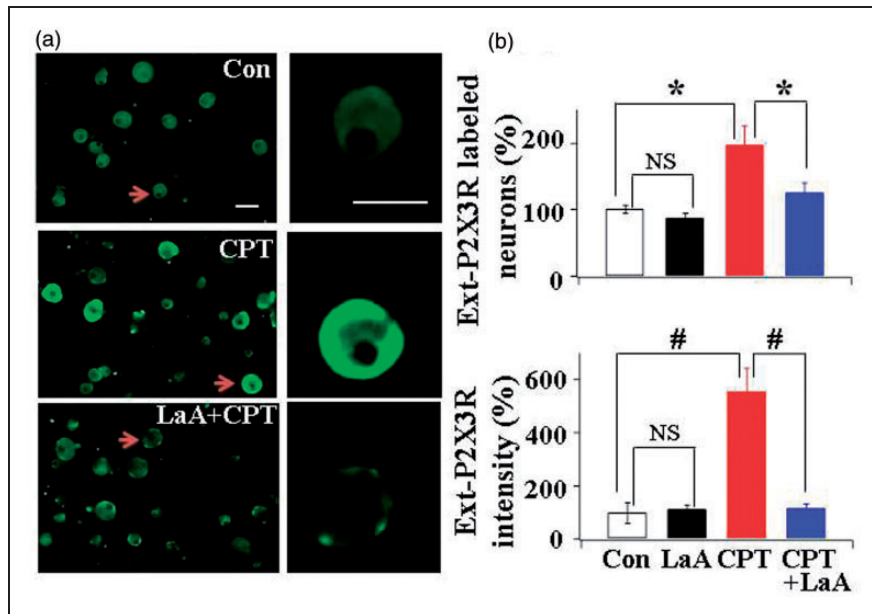 (a)
Con
CPT
LaA+CPT
(b)
Ext-P2X3R labeled
neurons (%)
200
100
0
*
*
NS
Ext-P2X3R
intensity (%)
600
400
200
0
#
#
NS
Con LaA CPT CPT
+LaA